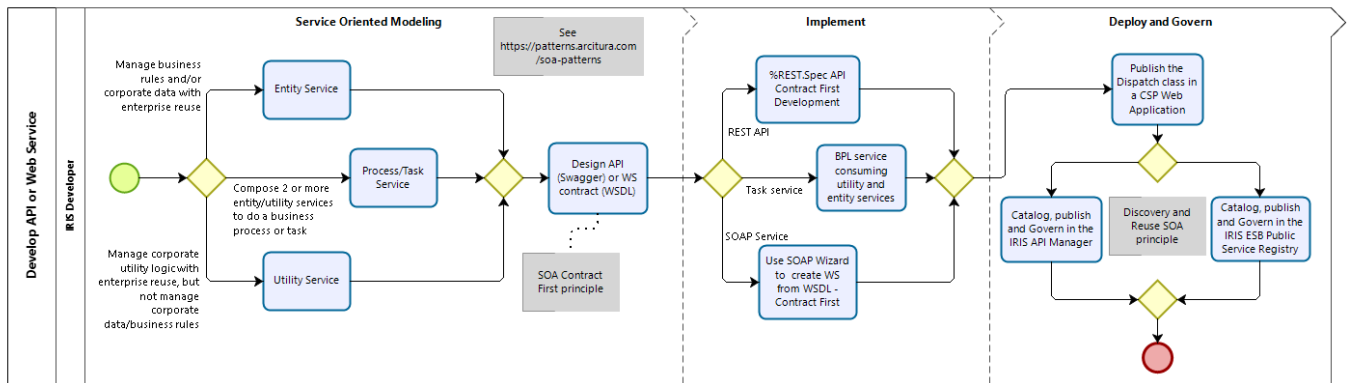 Develop API or Web Service
IRIS Developer
Service Oriented Modeling
See
https://patterns.arcitura.com
/soa-patterns
Manage business
rules and/or
corporate data with
enterprise reuse
Entity Service
Process/Task
Service
Compose 2 or more
entity/utility services
to do a business
process or task
Manage corporate
utility logic with
enterprise reuse, but
not manage
corporate
data/business rules
Utility Service
Design API
(Swagger) or WS
contract (WSDL)
SOA Contract
First principle
Implement
%REST.Spec API
Contract First
Development
REST API
BPL service
consuming
utility and
entity services
Task service
SOAP Service
Use SOAP Wizard
to create WS
from WSDL -
Contract First
Deploy and Govern
Publish the
Dispatch class in
a CSP Web
Application
Catalog, publish
and Govern in the
IRIS API Manager
Discovery and
Reuse SOA
principle
Catalog, publish
and Govern in the
IRIS ESB Public
Service Registry